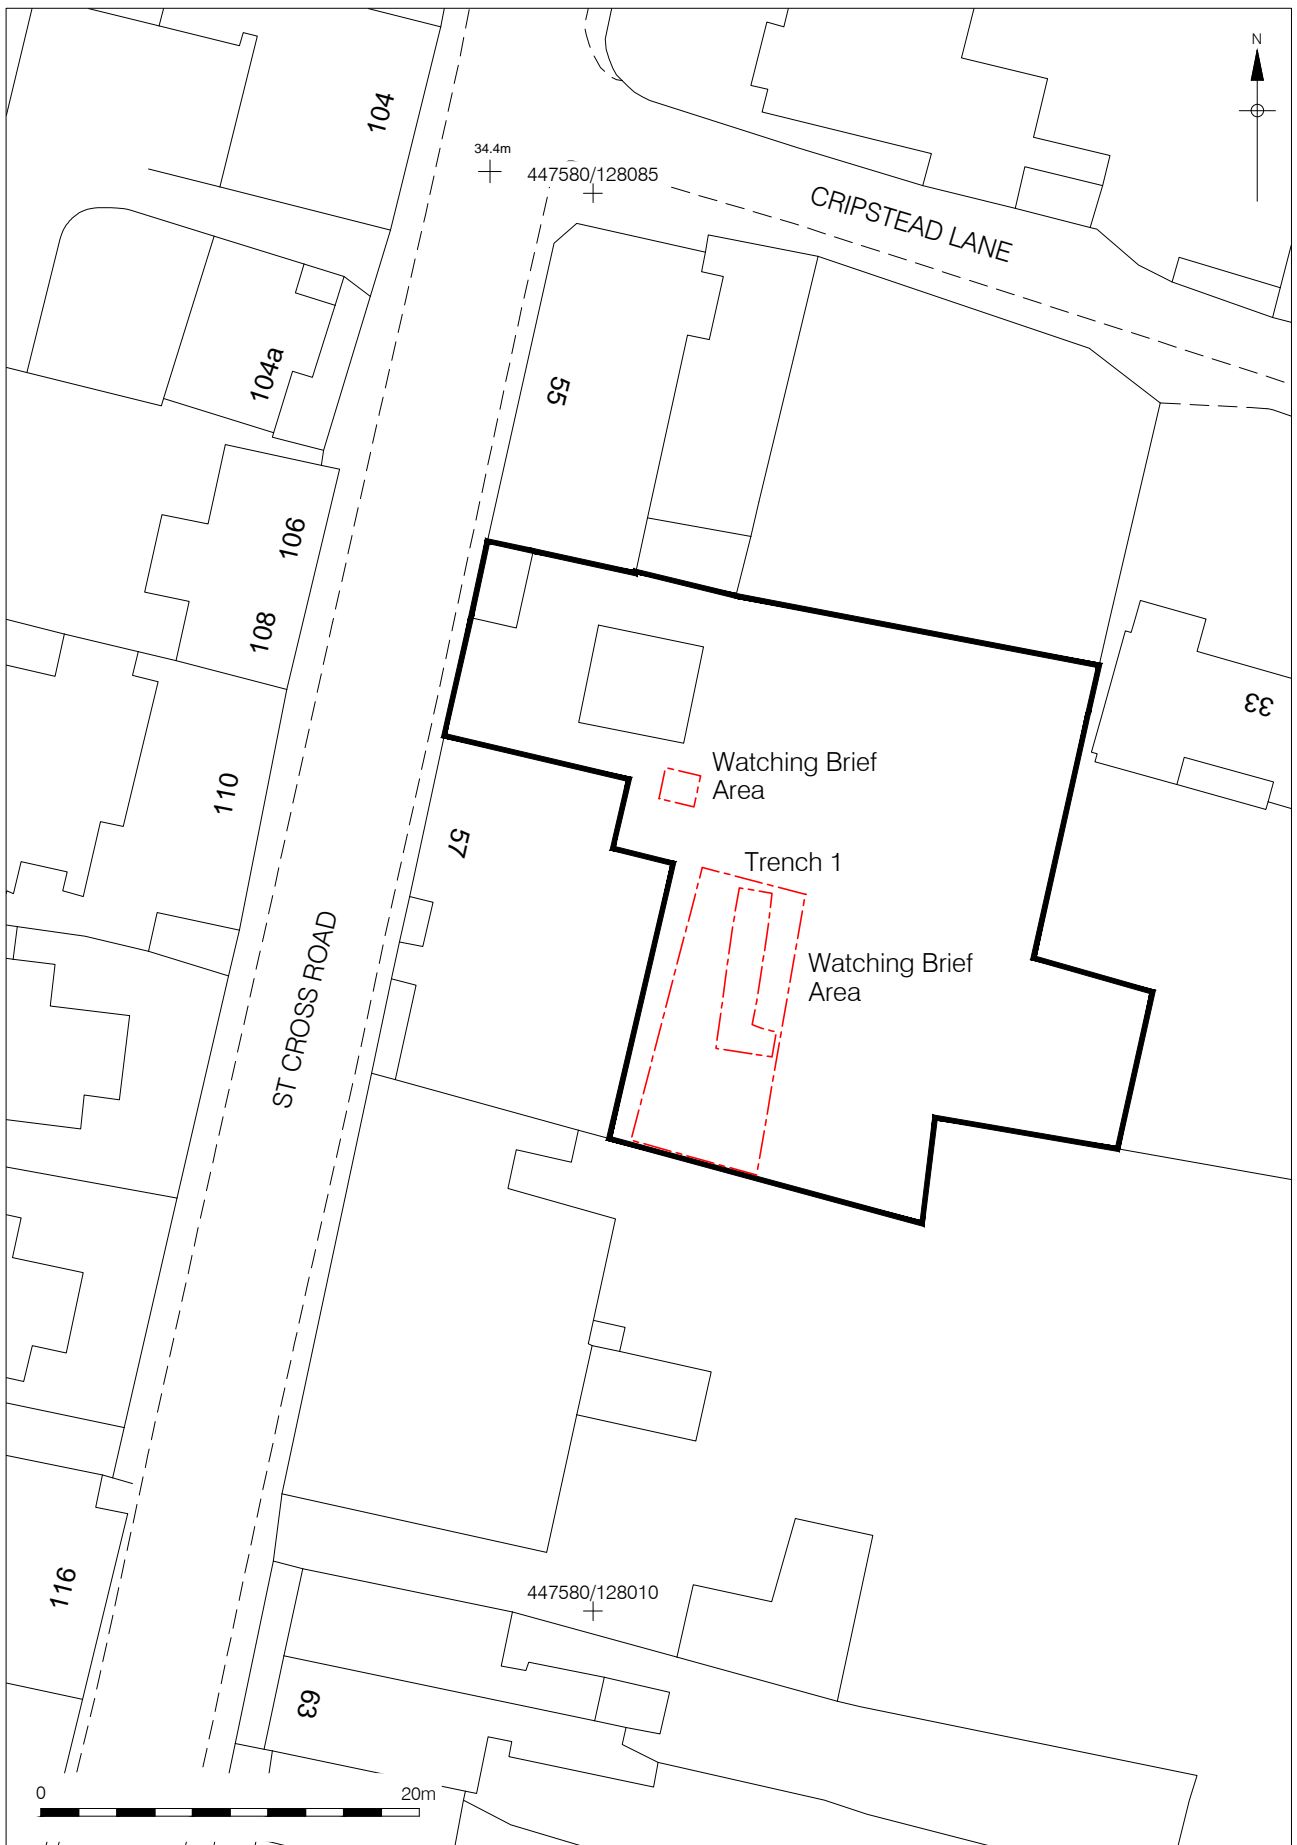 N
104
34.4m
447580/128085
CRIPSTEAD LANE
104a
55
106
108
33
110
Watching Brief
Area
57
Trench 1
ST CROSS ROAD
Watching Brief
Area
116
447580/128010
63
0
20m